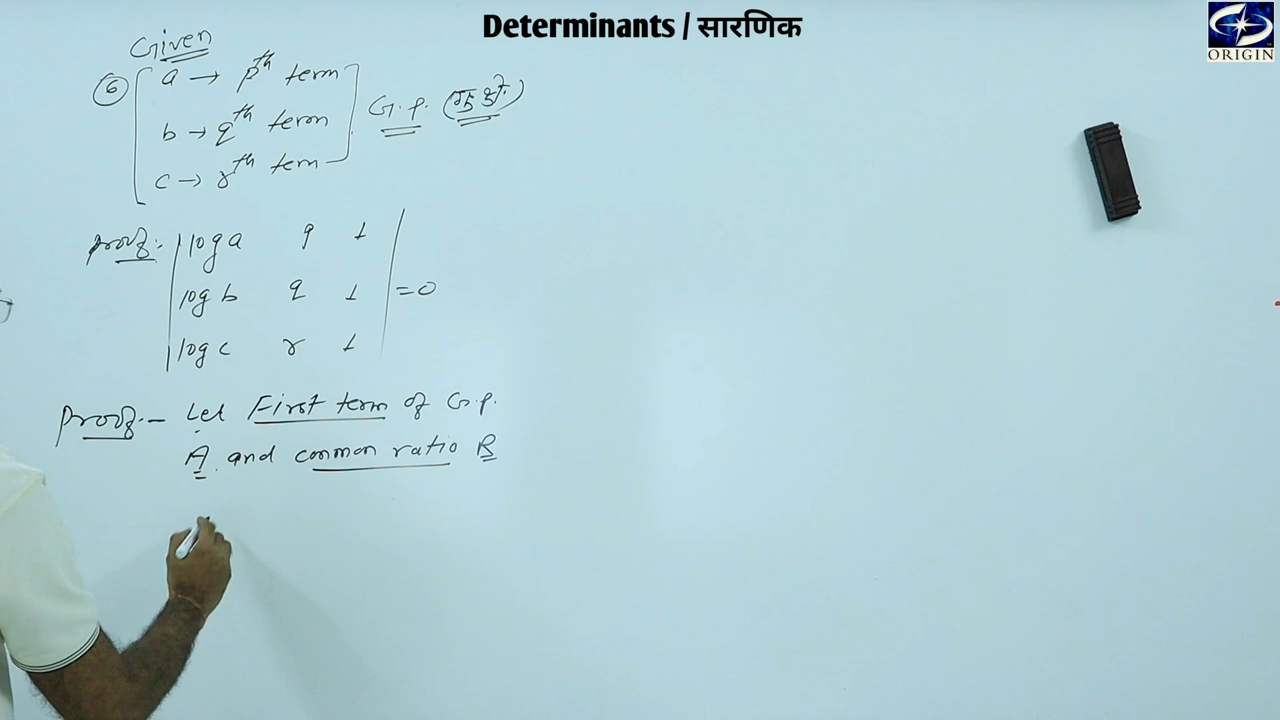 Determinants / सारणिक
ORIGIN
Given
6 a → pth term
b → qth term
c → rth term
G.P. (गु.श्रे.)
Proof:- | log a p 1 |
| log b q 1 | = 0
| log c r 1 |
Proof:- Let First term of G.P.
A and common ratio R